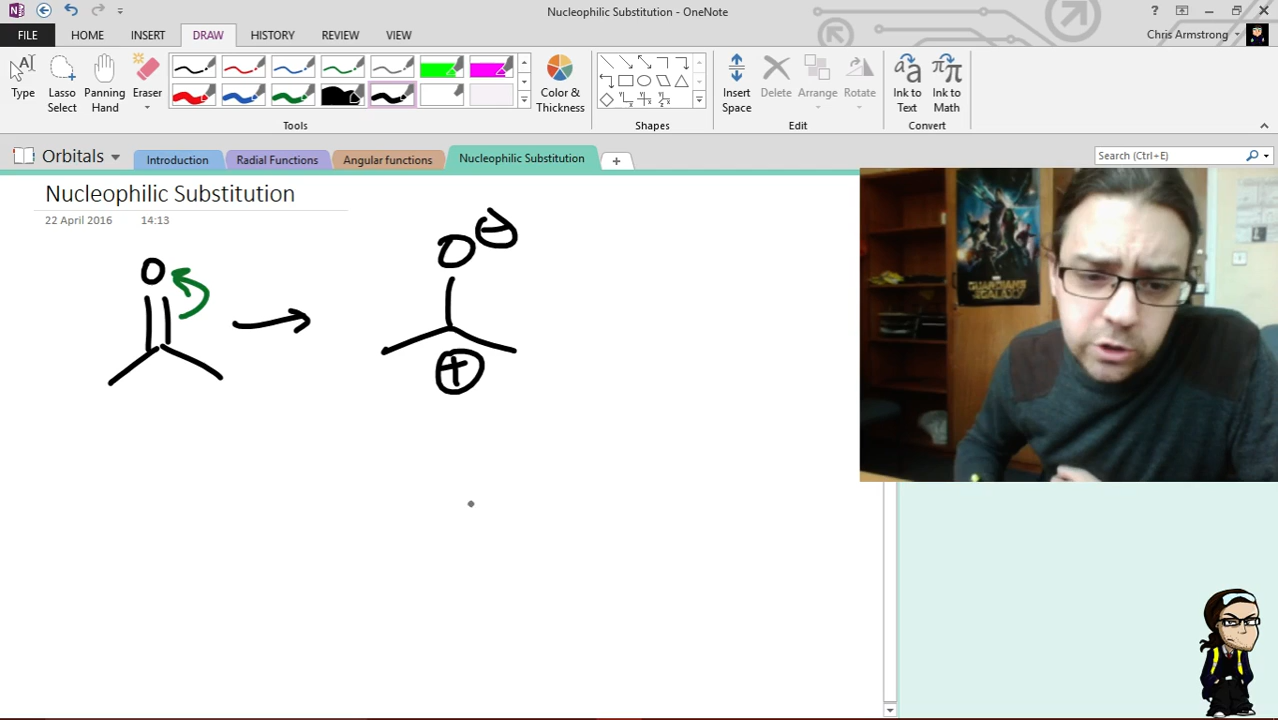 Nucleophilic Substitution - OneNote
?
FILE HOME INSERT DRAW HISTORY REVIEW VIEW
Chris Armstrong
Type
Lasso Select
Panning Hand
Eraser
Color & Thickness
Insert Space
Delete
Arrange
Rotate
Ink to Text
Ink to Math
Tools Shapes Edit Convert
Orbitals Introduction Radial Functions Angular functions Nucleophilic Substitution +
Search (Ctrl+E)
Nucleophilic Substitution
22 April 2016 14:13
O
O
−
+
GUARDIANS
GALAXY